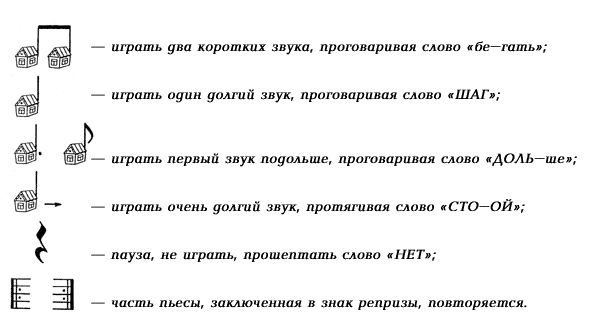 — играть два коротких звука, проговаривая слово «бе—гать»;
— играть один долгий звук, проговаривая слово «ШАГ»;
— играть первый звук подольше, проговаривая слово «ДОЛЬ—ше»;
— играть очень долгий звук, протягивая слово «СТО—ОЙ»;
— пауза, не играть, прошептать слово «НЕТ»;
— часть пьесы, заключенная в знак репризы, повторяется.